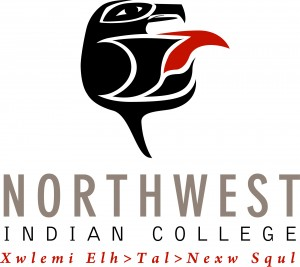 NORTHWEST
INDIAN COLLEGE
Xwlemi Elh>Tal>Nexw Squl